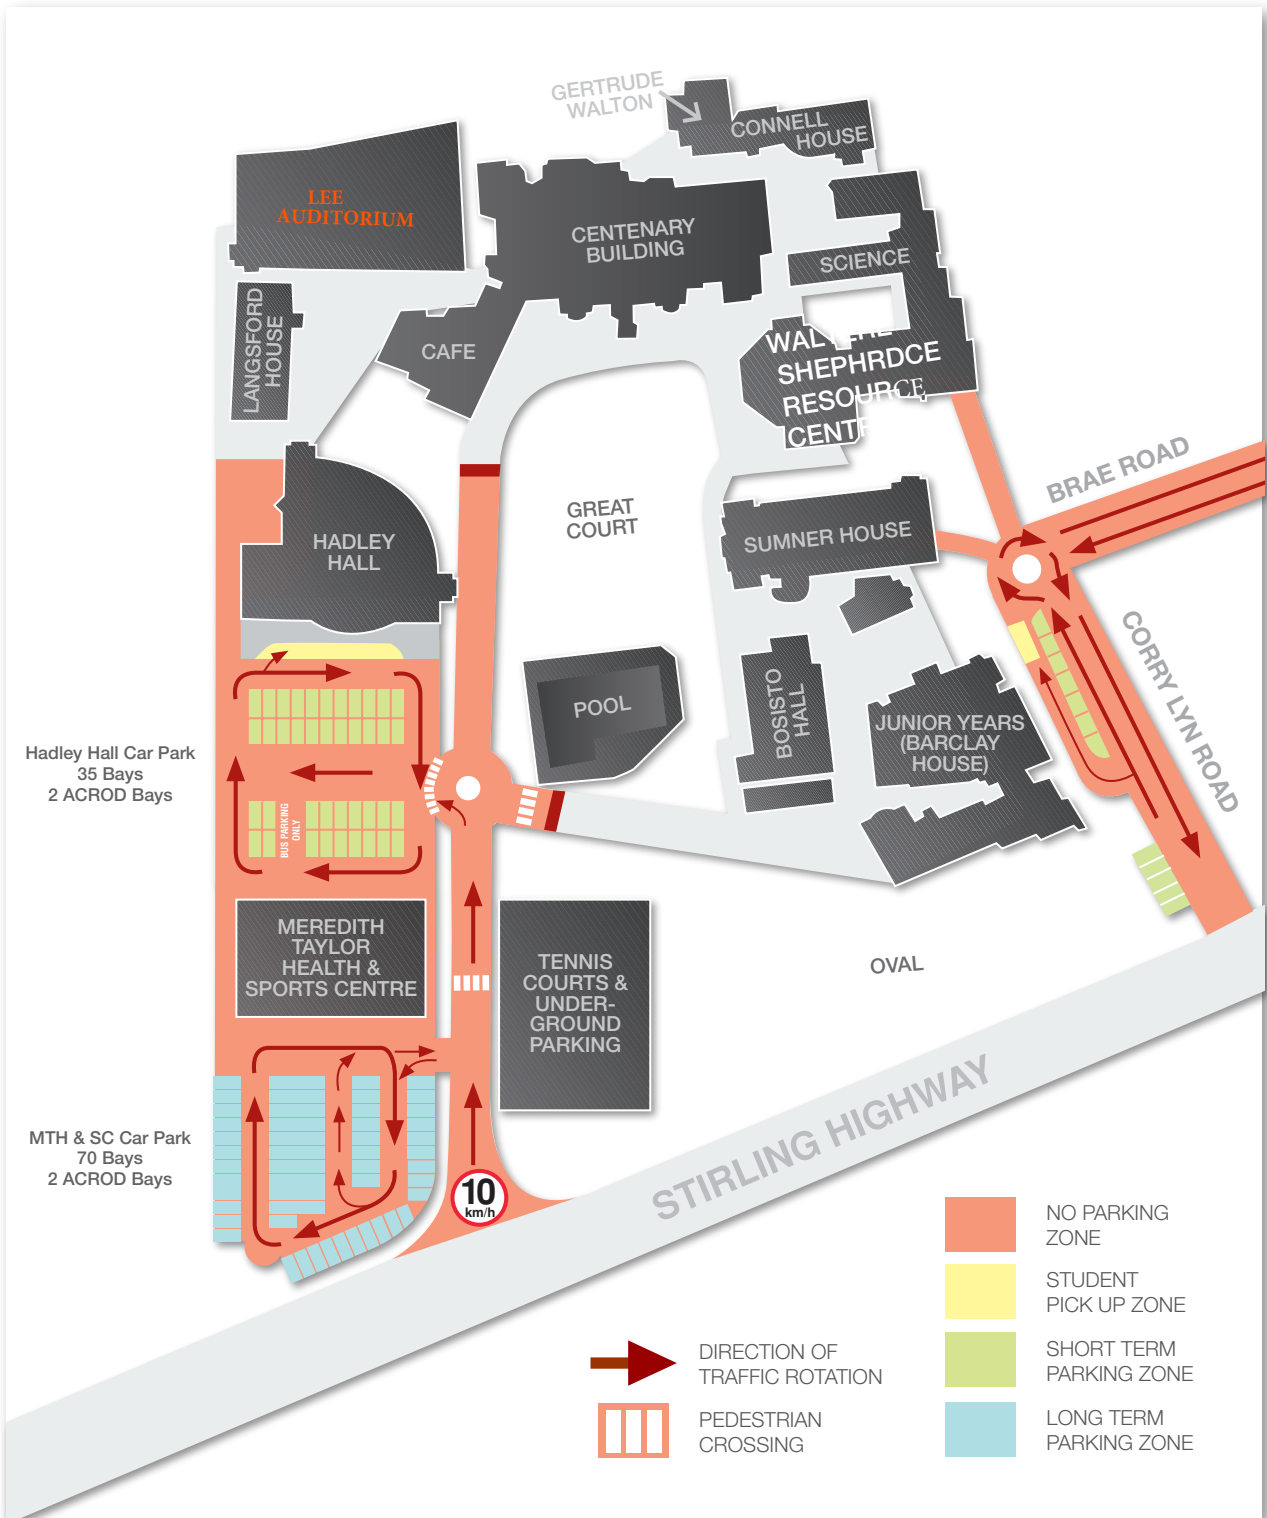 GERTRUDE
WALTON
CONNELL
HOUSE
LEE
AUDITORIUM
CENTENARY
BUILDING
SCIENCE
LANGSFORD
HOUSE
CAFE
SHEPHRDCE
RESOURCE
BRAE ROAD
GREAT
COURT
SUMNER HOUSE
HADLEY
HALL
CORRY LYN ROAD
POOL
BOSISTO
HALL
JUNIOR YEARS
(BARCLAY
HOUSE)
Hadley Hall Car Park
35 Bays
2 ACROD Bays
BUS PARKING
ONLY
MEREDITH
TAYLOR
HEALTH &
SPORTS CENTRE
TENNIS
COURTS &
UNDER-
GROUND
PARKING
OVAL
STIRLING HIGHWAY
MTH & SC Car Park
70 Bays
2 ACROD Bays
10
km/h
NO PARKING
ZONE
STUDENT
PICK UP ZONE
SHORT TERM
PARKING ZONE
LONG TERM
PARKING ZONE
DIRECTION OF
TRAFFIC ROTATION
PEDESTRIAN
CROSSING